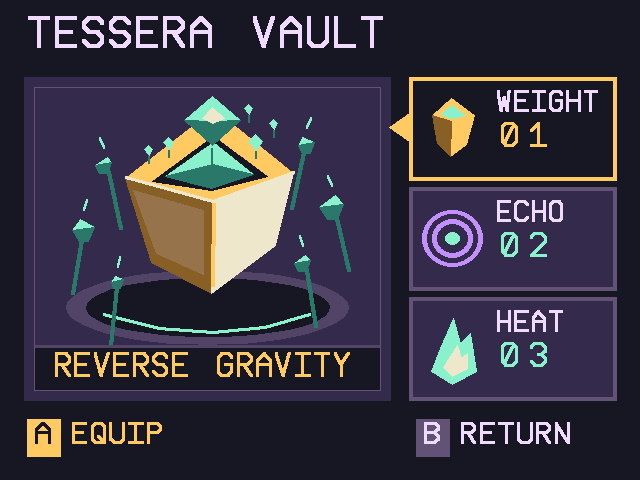 TESSERA VAULT
WEIGHT
01
ECHO
02
HEAT
03
REVERSE GRAVITY
A EQUIP
B RETURN